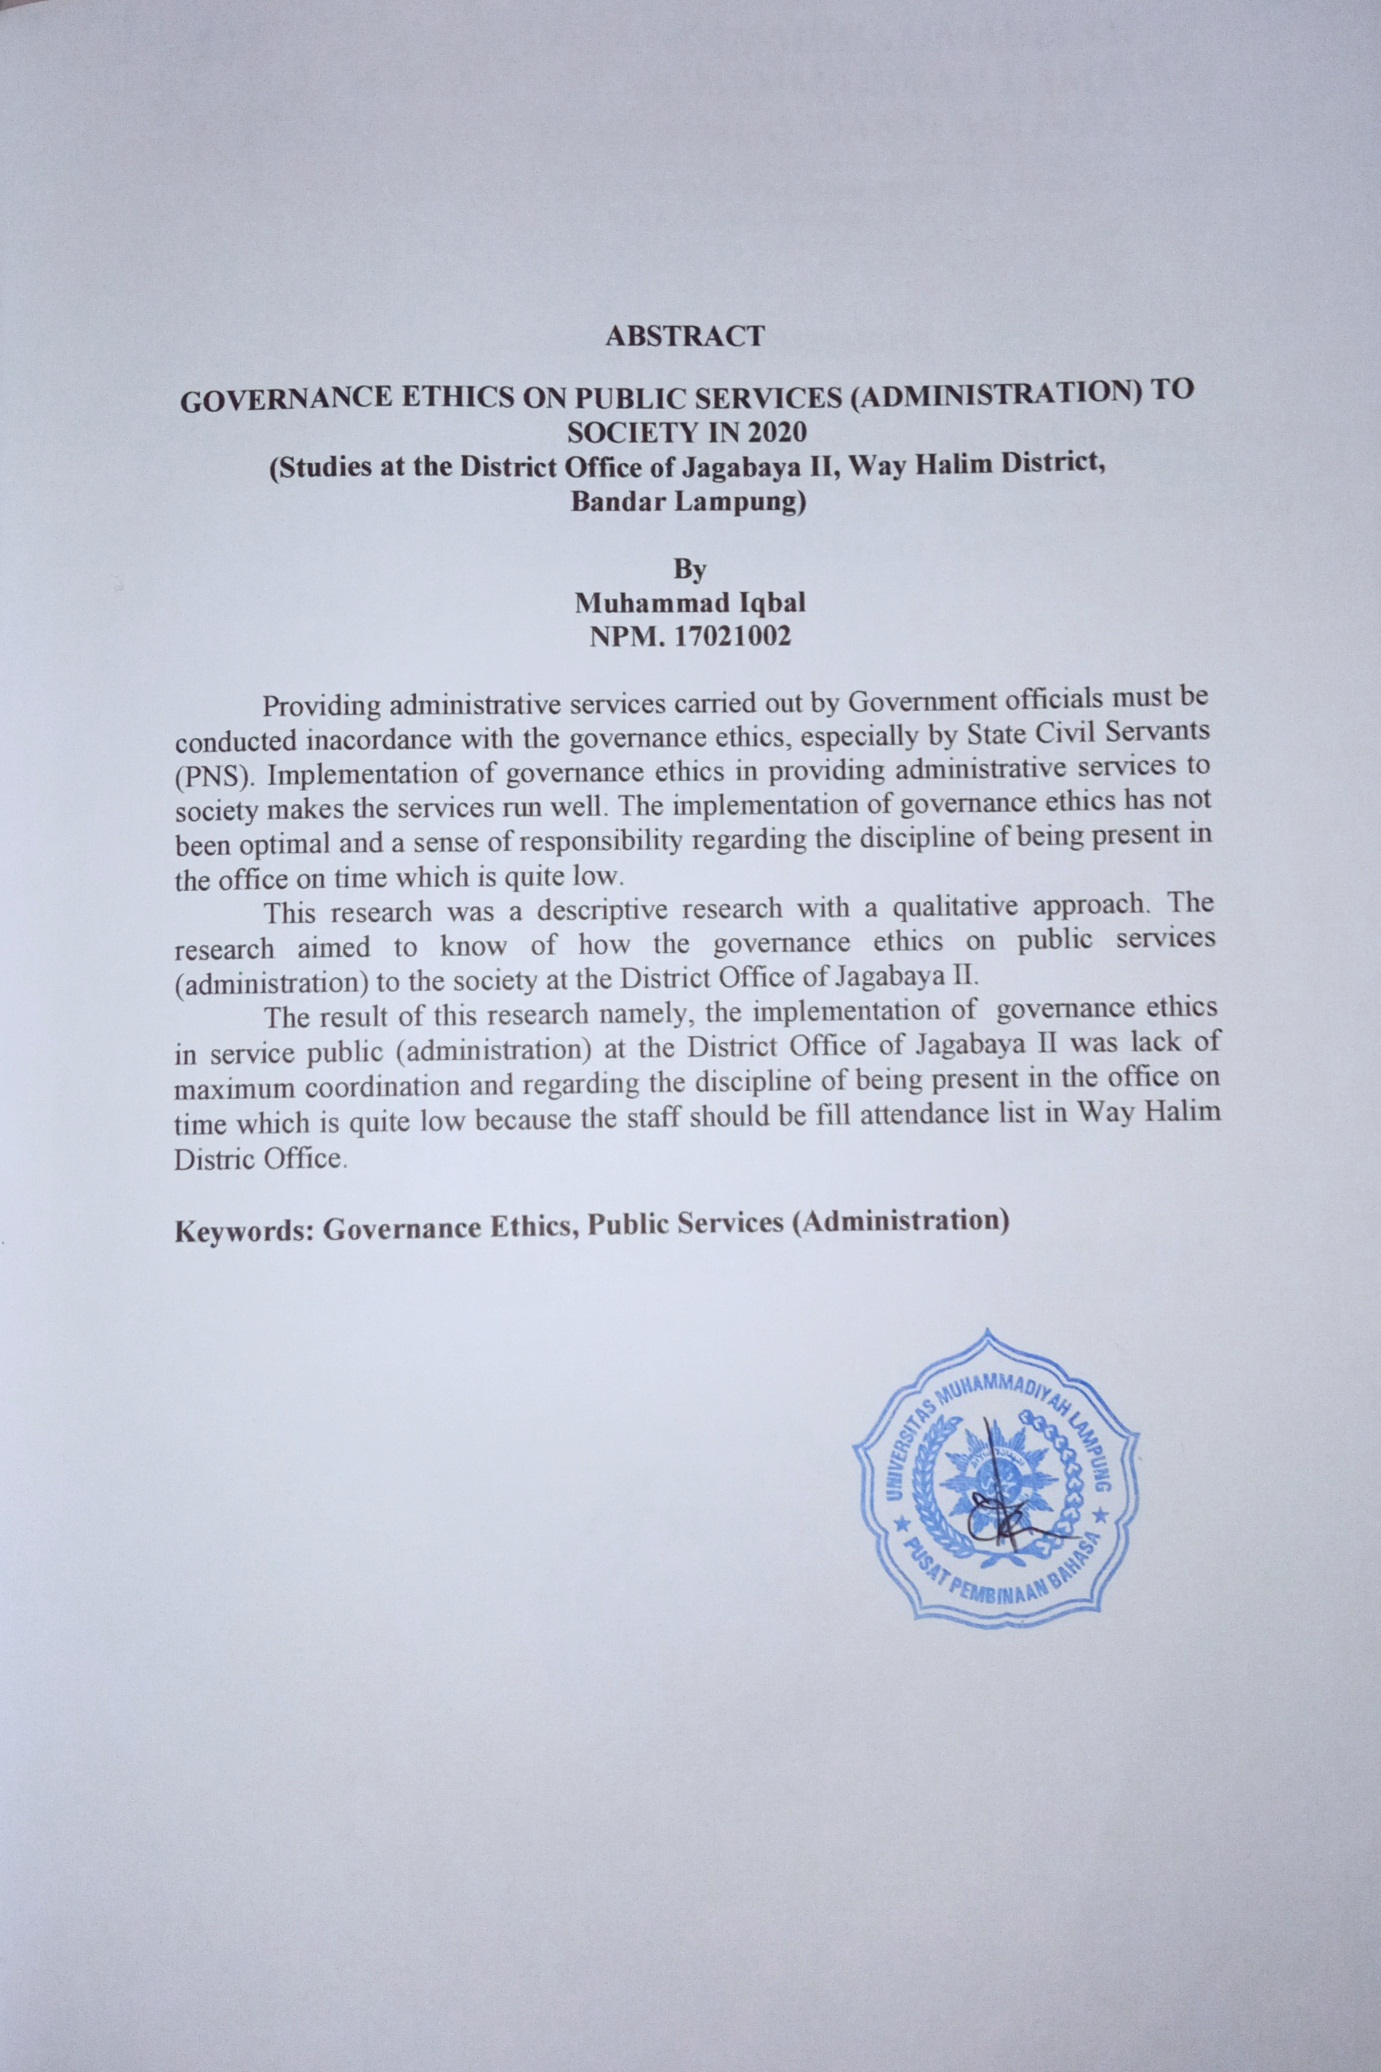 ABSTRACT
GOVERNANCE ETHICS ON PUBLIC SERVICES (ADMINISTRATION) TO
SOCIETY IN 2020
(Studies at the District Office of Jagabaya II, Way Halim District,
Bandar Lampung)
By
Muhammad Iqbal
NPM. 17021002
Providing administrative services carried out by Government officials must be
conducted inacordance with the governance ethics, especially by State Civil Servants
(PNS). Implementation of governance ethics in providing administrative services to
society makes the services run well. The implementation of governance ethics has not
been optimal and a sense of responsibility regarding the discipline of being present in
the office on time which is quite low.
This research was a descriptive research with a qualitative approach. The
research aimed to know of how the governance ethics on public services
(administration) to the society at the District Office of Jagabaya II.
The result of this research namely, the implementation of governance ethics
in service public (administration) at the District Office of Jagabaya II was lack of
maximum coordination and regarding the discipline of being present in the office on
time which is quite low because the staff should be fill attendance list in Way Halim
Distric Office.
Keywords: Governance Ethics, Public Services (Administration)
UNIVERSITAS MUHAMMADIYAH LAMPUNG
PUSAT PEMBINAAN BAHASA